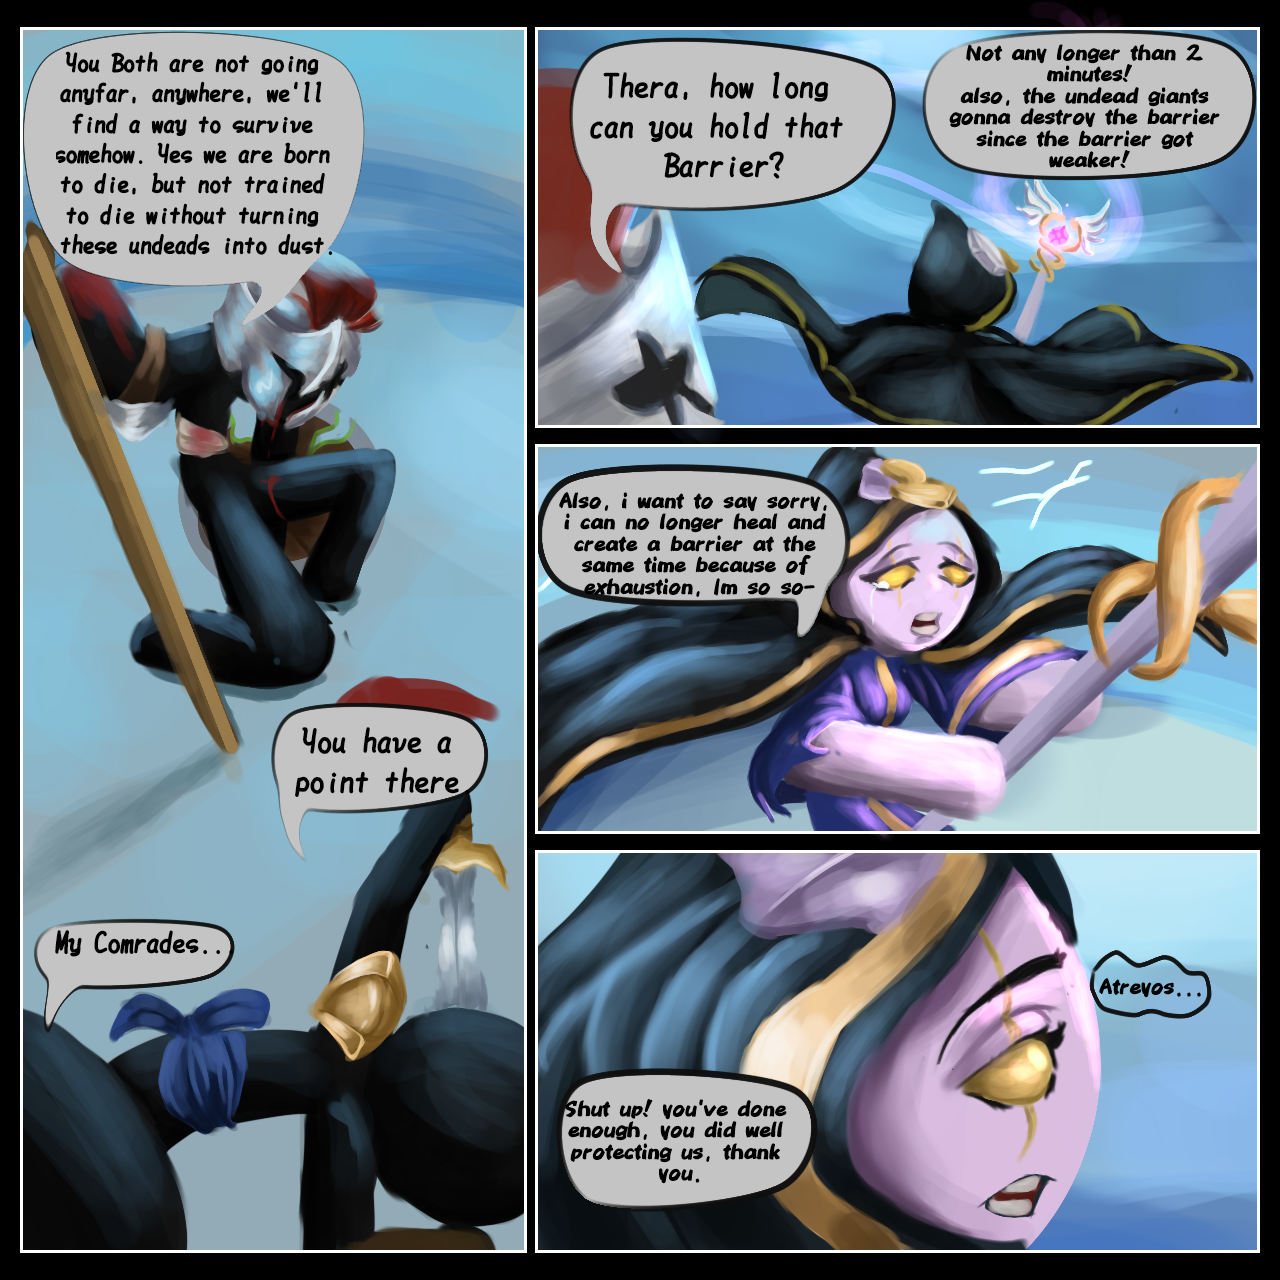 You Both are not going
anyfar, anywhere, we'll
find a way to survive
somehow. Yes we are born
to die, but not trained
to die without turning
these undeads into dust.
You have a
point there
My Comrades..
Thera, how long
can you hold that
Barrier?
Not any longer than 2
minutes!
also, the undead giants
gonna destroy the barrier
since the barrier got
weaker!
Also, i want to say sorry,
i can no longer heal and
create a barrier at the
same time because of
exhaustion, Im so so-
Atreyos...
Shut up! you've done
enough, you did well
protecting us, thank
you.